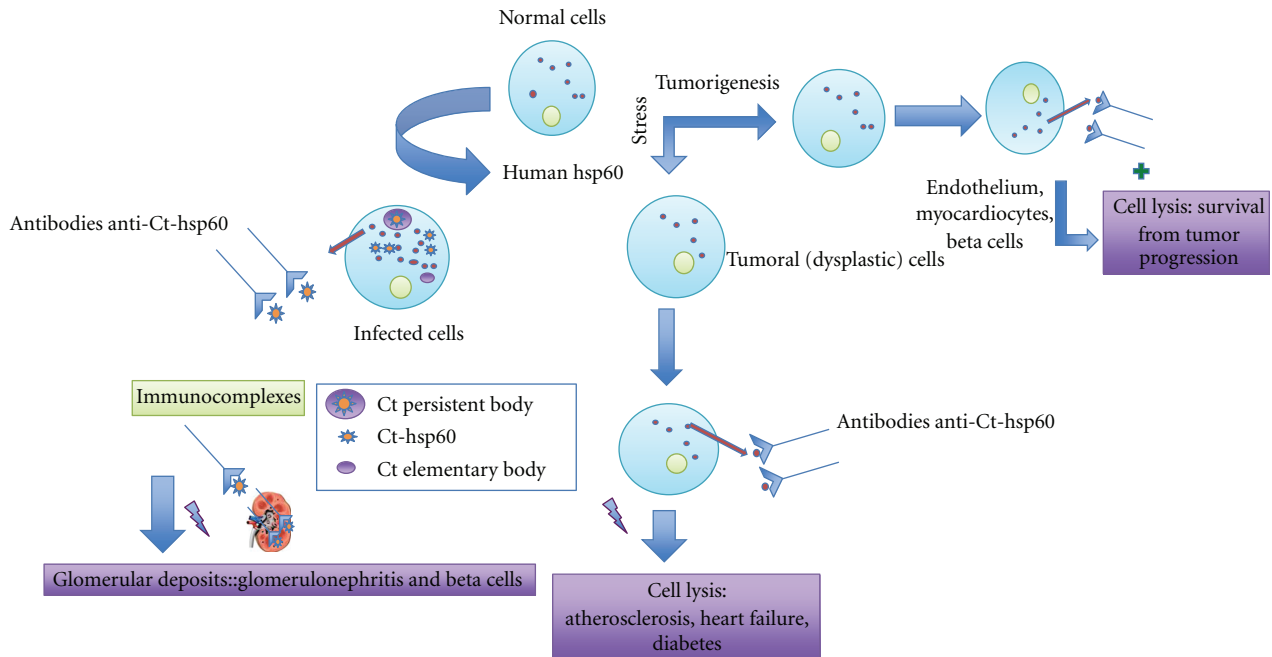 Normal cells
Tumorigenesis
Stress
Human hsp60
Endothelium,
myocardiocytes,
beta cells
Cell lysis: survival
from tumor
progression
Antibodies anti-Ct-hsp60
Tumoral (dysplastic) cells
Infected cells
Immunocomplexes
Ct persistent body
Ct-hsp60
Ct elementary body
Antibodies anti-Ct-hsp60
Glomerular deposits::glomerulonephritis and beta cells
Cell lysis:
atherosclerosis, heart failure,
diabetes